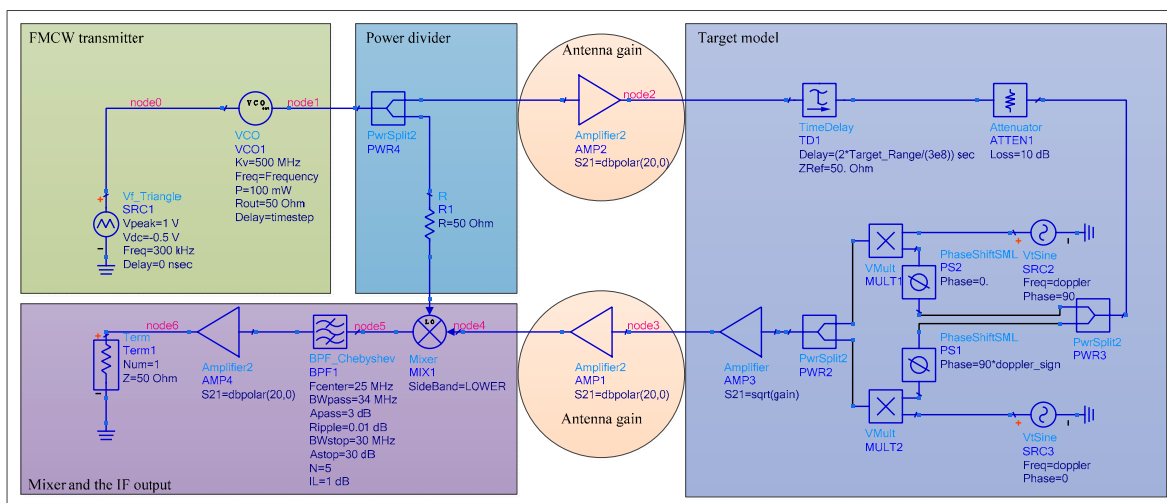 FMCW transmitter
node0
node1
V C O
OUT
VCO
VCO1
Kv=500 MHz
Freq=Frequency
P=100 mW
Rout=50 Ohm
Delay=timestep
Vf_Triangle
SRC1
Vpeak=1 V
Vdc=-0.5 V
Freq=300 kHz
Delay=0 nsec
Power divider
PwrSplit2
PWR4
R
R1
R=50 Ohm
Antenna gain
node2
Amplifier2
AMP2
S21=dbpolar(20,0)
Target model
TimeDelay
TD1
Delay=(2*Target_Range/(3e8)) sec
ZRef=50. Ohm
Attenuator
ATTEN1
Loss=10 dB
VMult
MULT1
PhaseShiftSML
PS2
Phase=0.
VtSine
SRC2
Freq=doppler
Phase=90
PwrSplit2
PWR3
PhaseShiftSML
PS1
Phase=90*doppler_sign
VMult
MULT2
VtSine
SRC3
Freq=doppler
Phase=0
PwrSplit2
PWR2
Amplifier
AMP3
S21=sqrt(gain)
node3
Amplifier2
AMP1
S21=dbpolar(20,0)
Antenna gain
node4
LO
Mixer
MIX1
SideBand=LOWER
node5
BPF_Chebyshev
BPF1
Fcenter=25 MHz
BWpass=34 MHz
Apass=3 dB
Ripple=0.01 dB
BWstop=30 MHz
Astop=30 dB
N=5
IL=1 dB
Amplifier2
AMP4
S21=dbpolar(20,0)
node6
Term
Term1
Num=1
Z=50 Ohm
Mixer and the IF output